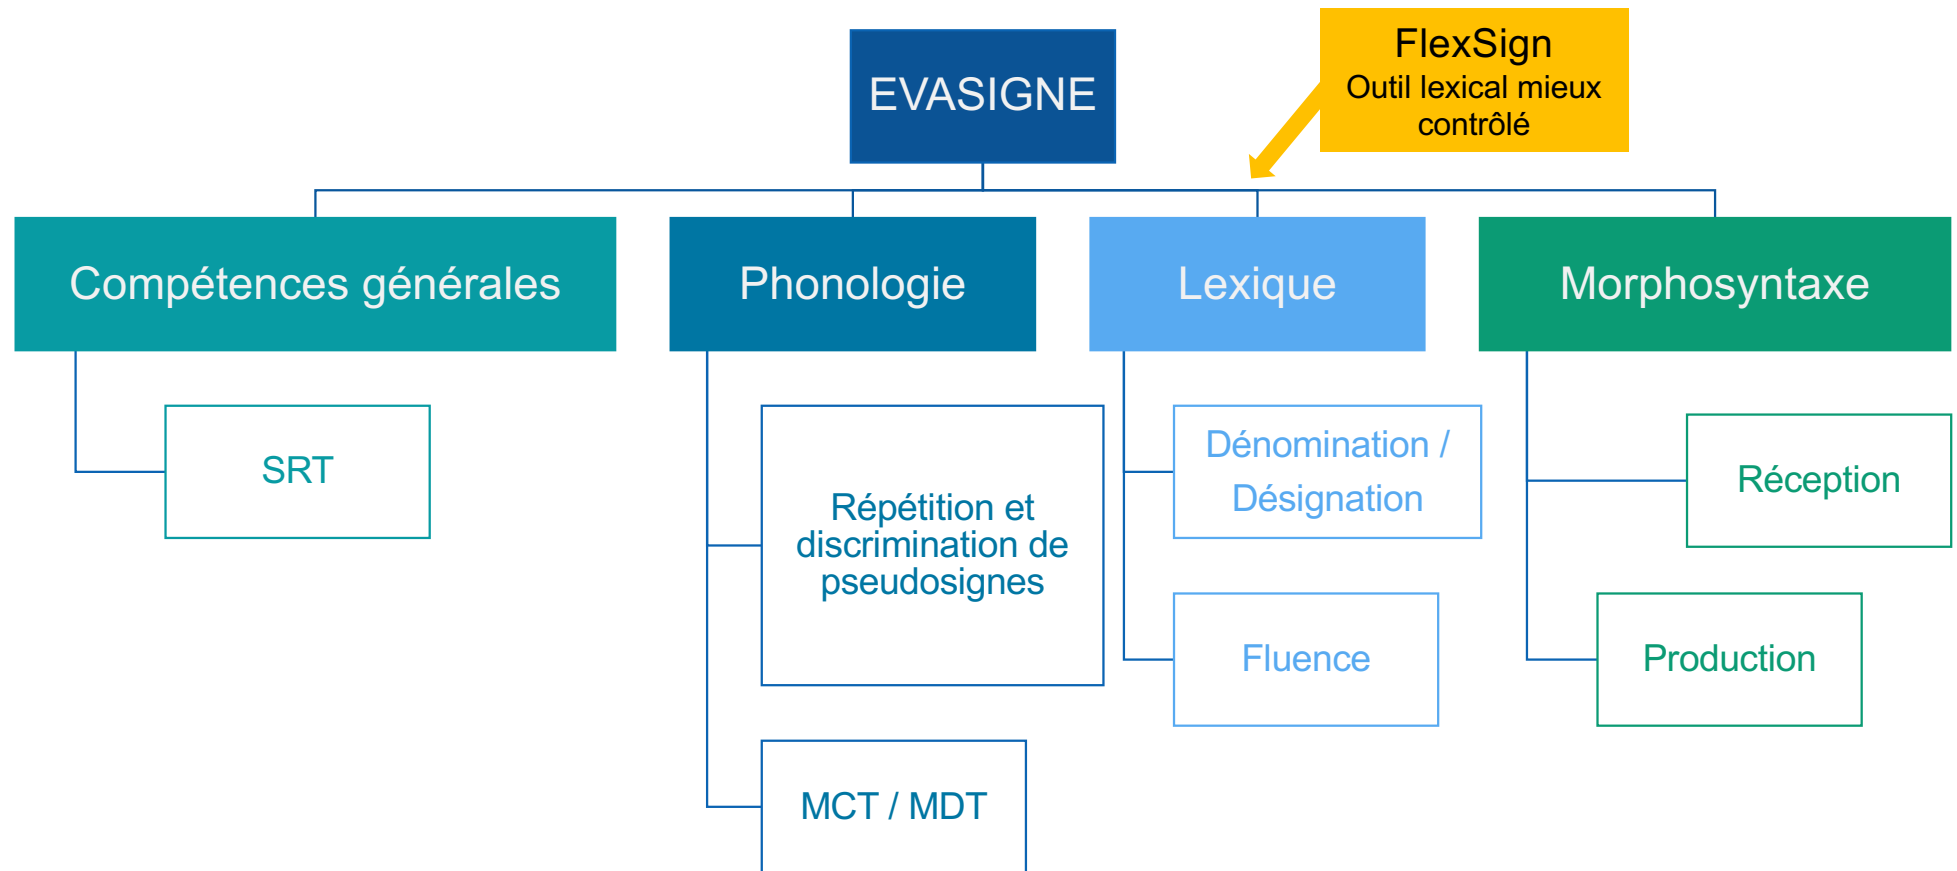 EVASIGNE
FlexSign
Outil lexical mieux
contrôlé
Compétences générales
Phonologie
Lexique
Morphosyntaxe
SRT
Répétition et
discrimination de
pseudosignes
MCT / MDT
Dénomination /
Désignation
Fluence
Réception
Production